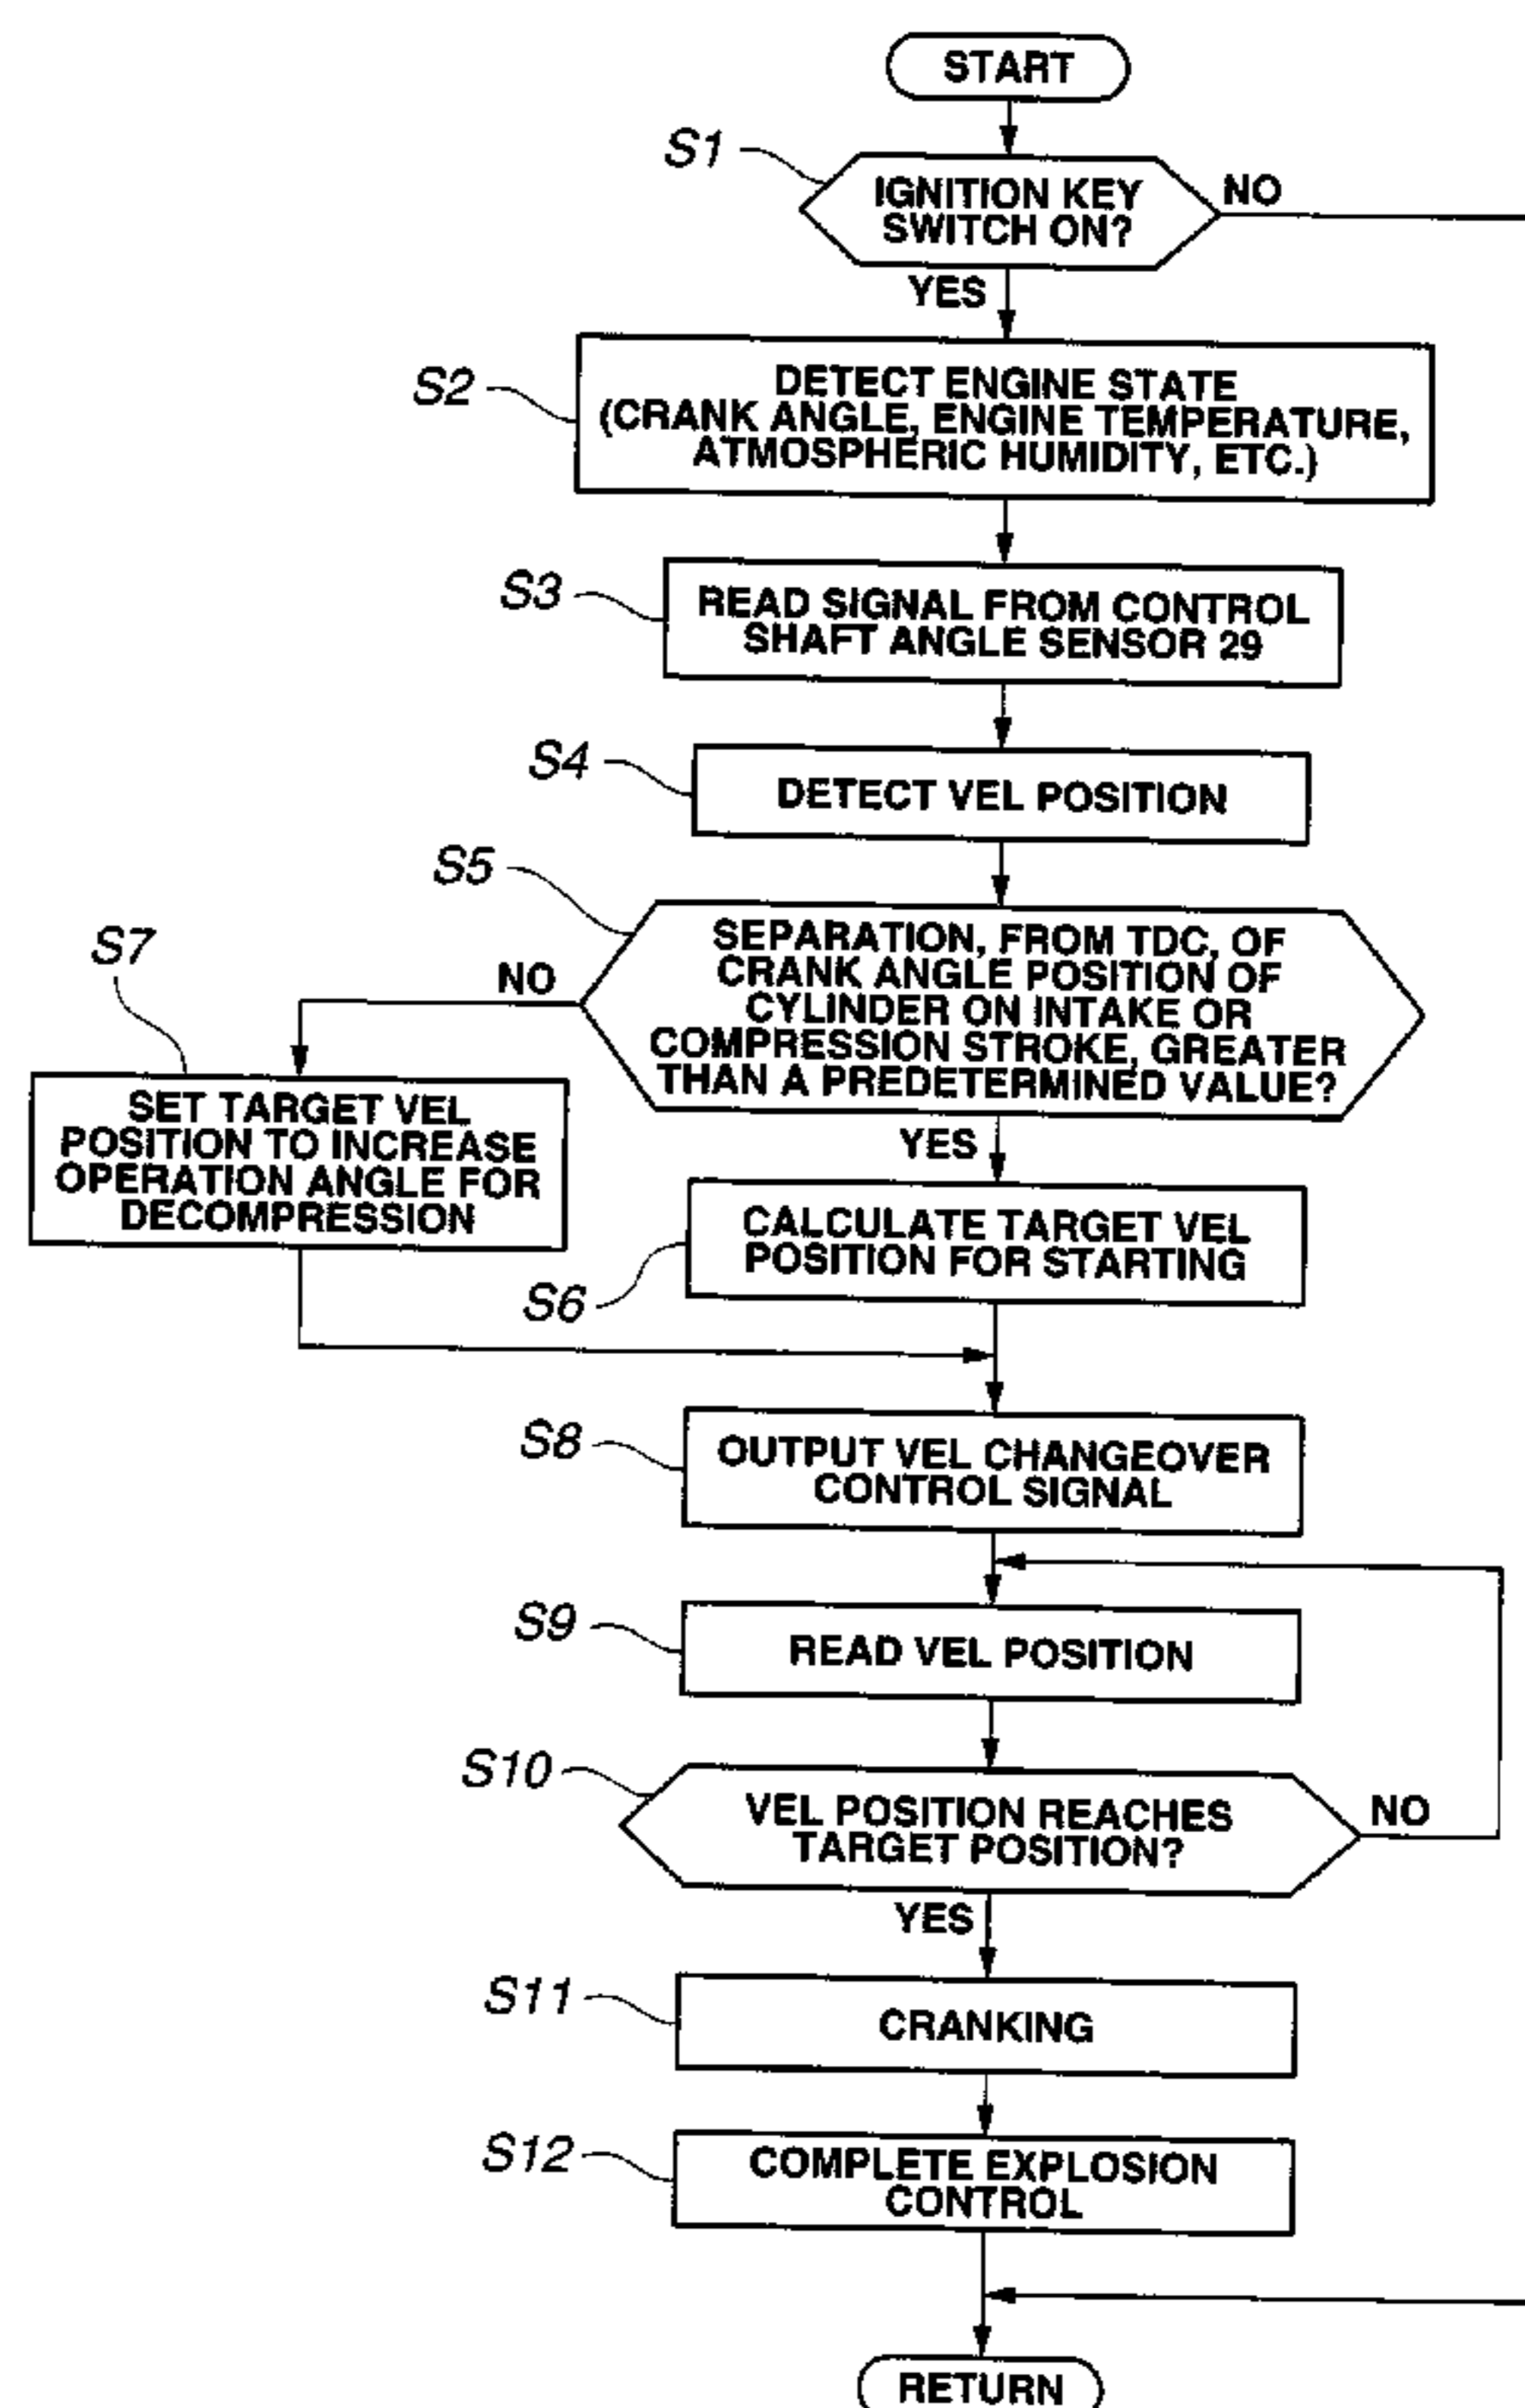 START
S1
IGNITION KEY
SWITCH ON?
NO
YES
S2
DETECT ENGINE STATE
(CRANK ANGLE, ENGINE TEMPERATURE,
ATMOSPHERIC HUMIDITY, ETC.)
S3
READ SIGNAL FROM CONTROL
SHAFT ANGLE SENSOR 29
S4
DETECT VEL POSITION
S5
SEPARATION, FROM TDC, OF
CRANK ANGLE POSITION OF
CYLINDER ON INTAKE OR
COMPRESSION STROKE, GREATER
THAN A PREDETERMINED VALUE?
NO
S7
SET TARGET VEL
POSITION TO INCREASE
OPERATION ANGLE FOR
DECOMPRESSION
YES
S6
CALCULATE TARGET VEL
POSITION FOR STARTING
S8
OUTPUT VEL CHANGEOVER
CONTROL SIGNAL
S9
READ VEL POSITION
S10
VEL POSITION REACHES
TARGET POSITION?
NO
YES
S11
CRANKING
S12
COMPLETE EXPLOSION
CONTROL
RETURN